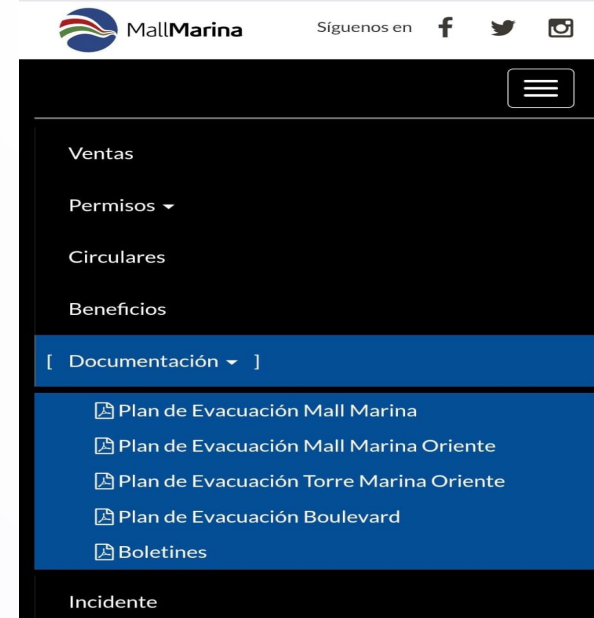 MallMarina
Síguenos en
Ventas
Permisos
Circulares
Beneficios
[ Documentación ]
Plan de Evacuación Mall Marina
Plan de Evacuación Mall Marina Oriente
Plan de Evacuación Torre Marina Oriente
Plan de Evacuación Boulevard
Boletines
Incidente